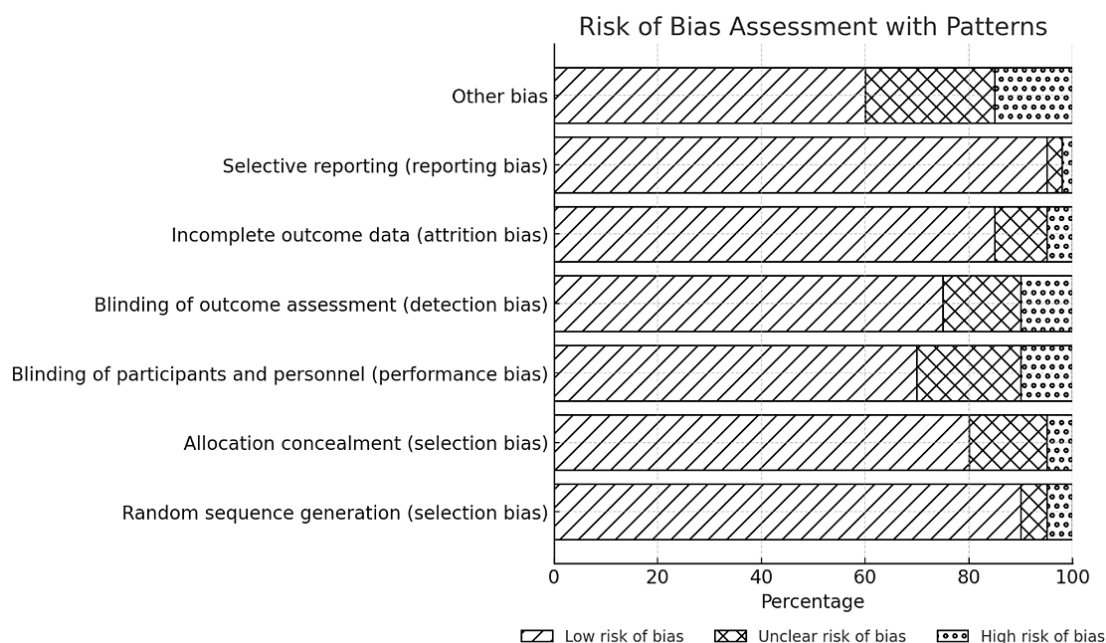 Risk of Bias Assessment with Patterns
Other bias
Selective reporting (reporting bias)
Incomplete outcome data (attrition bias)
Blinding of outcome assessment (detection bias)
Blinding of participants and personnel (performance bias)
Allocation concealment (selection bias)
Random sequence generation (selection bias)
0 20 40 60 80 100
Percentage
Low risk of bias Unclear risk of bias High risk of bias